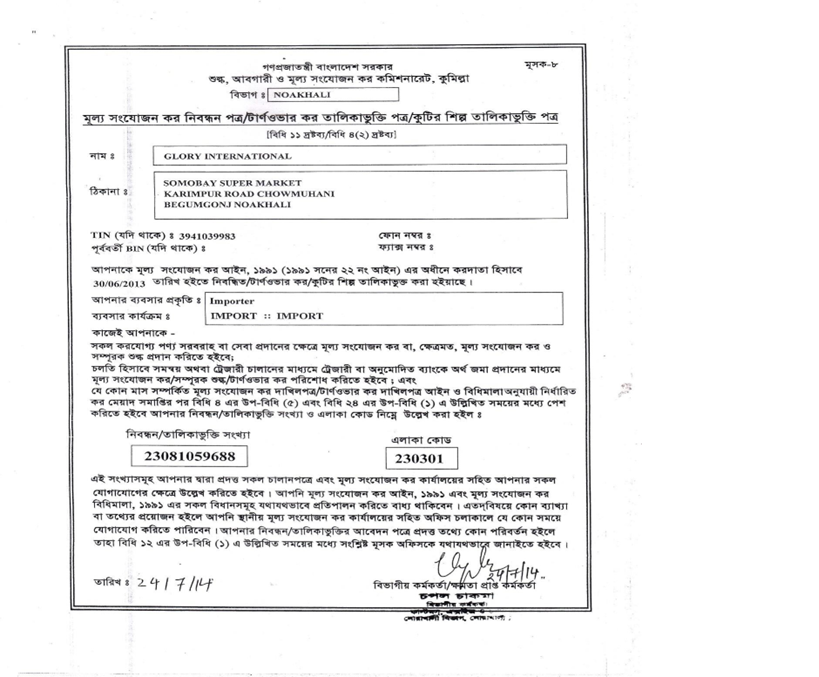 গণপ্রজাতন্ত্রী বাংলাদেশ সরকার
মূসক-৮
শুল্ক, আবগারী ও মূল্য সংযোজন কর কমিশনারেট, কুমিল্লা
বিভাগ ঃ NOAKHALI
মূল্য সংযোজন কর নিবন্ধন পত্র/টার্ণওভার কর তালিকাভুক্তি পত্র/কুটির শিল্প তালিকাভুক্তি পত্র
[বিধি ১১ দ্রষ্টব্য/বিধি ৪(২) দ্রষ্টব্য]
নাম ঃ GLORY INTERNATIONAL
ঠিকানা ঃ SOMOBAY SUPER MARKET
KARIMPUR ROAD CHOWMUHANI
BEGUMGONJ NOAKHALI
TIN (যদি থাকে) ঃ 3941039983 ফোন নম্বর ঃ
পূর্ববর্তী BIN (যদি থাকে) ঃ ফ্যাক্স নম্বর ঃ
আপনাকে মূল্য সংযোজন কর আইন, ১৯৯১ (১৯৯১ সনের ২২ নং আইন) এর অধীনে করদাতা হিসাবে
30/06/2013 তারিখ হইতে নিবন্ধিত/টার্ণওভার কর/কুটির শিল্প তালিকাভুক্ত করা হইয়াছে।
আপনার ব্যবসার প্রকৃতি ঃ Importer
ব্যবসার কার্যক্রম ঃ IMPORT :: IMPORT
কাজেই আপনাকে -
সকল করযোগ্য পণ্য সরবরাহ বা সেবা প্রদানের ক্ষেত্রে মূল্য সংযোজন কর বা, ক্ষেত্রমত, মূল্য সংযোজন কর ও
সম্পূরক শুল্ক প্রদান করিতে হইবে;
চলতি হিসাবে সমন্বয় অথবা ট্রেজারী চালানের মাধ্যমে ট্রেজারী বা অনুমোদিত ব্যাংকে অর্থ জমা প্রদানের মাধ্যমে
মূল্য সংযোজন কর/সম্পূরক শুল্ক/টার্ণওভার কর পরিশোধ করিতে হইবে ; এবং
যে কোন মাস সম্পর্কিত মূল্য সংযোজন কর দাখিলপত্র/টার্ণওভার কর দাখিলপত্র আইন ও বিধিমালা অনুযায়ী নির্ধারিত
কর মেয়াদ সমাপ্তির পর বিধি ৪ এর উপ-বিধি (৫) এবং বিধি ২৪ এর উপ-বিধি (১) এ উল্লিখিত সময়ের মধ্যে পেশ
করিতে হইবে আপনার নিবন্ধন/তালিকাভুক্তি সংখ্যা ও এলাকা কোড নিম্নে উল্লেখ করা হইল ঃ
নিবন্ধন/তালিকাভুক্তি সংখ্যা এলাকা কোড
23081059688 230301
এই সংখ্যাসমূহ আপনার দ্বারা প্রদত্ত সকল চালানপত্রে এবং মূল্য সংযোজন কর কার্যালয়ের সহিত আপনার সকল
যোগাযোগের ক্ষেত্রে উল্লেখ করিতে হইবে। আপনি মূল্য সংযোজন কর আইন, ১৯৯১ এবং মূল্য সংযোজন কর
বিধিমালা, ১৯৯১ এর সকল বিধানসমূহ যথাযথভাবে প্রতিপালন করিতে বাধ্য থাকিবেন। এতদ্‌বিষয়ে কোন ব্যাখ্যা
বা তথ্যের প্রয়োজন হইলে আপনি স্থানীয় মূল্য সংযোজন কর কার্যালয়ের সহিত অফিস চলাকালে যে কোন সময়ে
যোগাযোগ করিতে পারিবেন। আপনার নিবন্ধন/তালিকাভুক্তির আবেদন পত্রে প্রদত্ত তথ্যে কোন পরিবর্তন হইলে
তাহা বিধি ১২ এর উপ-বিধি (১) এ উল্লিখিত সময়ের মধ্যে সংশ্লিষ্ট মূসক অফিসকে যথাযথভাবে জানাইতে হইবে।
24/7/14
তারিখ ঃ 24/7/14 বিভাগীয় কর্মকর্তা/ক্ষমতা প্রাপ্ত কর্মকর্তা
চপল চাকমা
বিভাগীয় কর্মকর্তা
নোয়াখালী বিভাগ, নোয়াখালী।